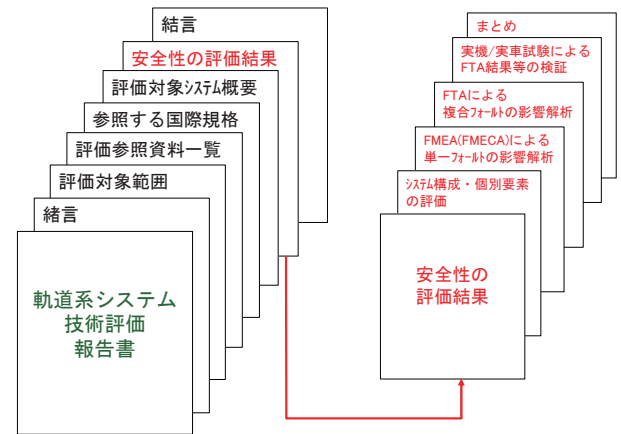 結言
安全性の評価結果
評価対象システム概要
参照する国際規格
評価参照資料一覧
評価対象範囲
緒言
軌道系システム
技術評価
報告書
まとめ
実機/実車試験による
FTA結果等の検証
FTAによる
複合フォールトの影響解析
FMEA(FMECA)による
単一フォールトの影響解析
システム構成・個別要素
の評価
安全性の
評価結果